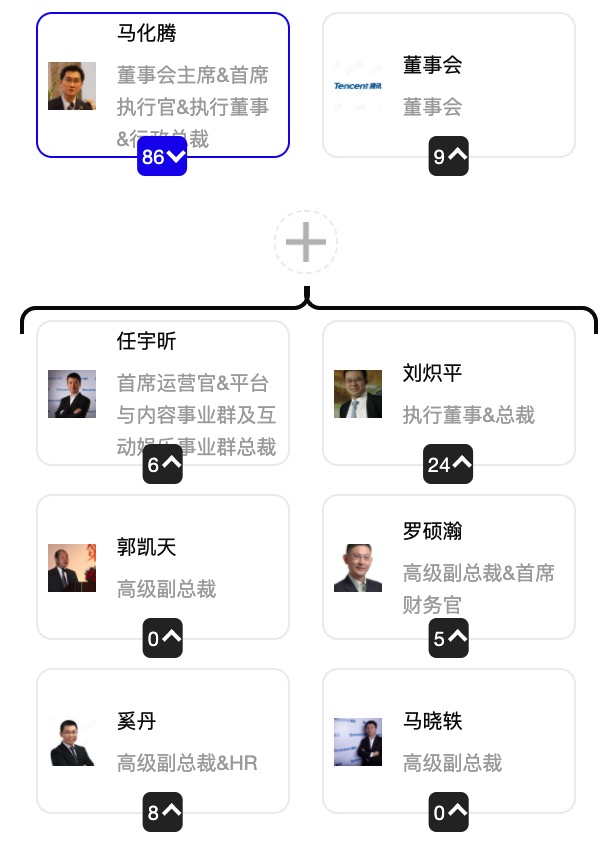 马化腾
董事会主席&首席
执行官&执行董事
&行政总裁
86
董事会
董事会
Tencent 腾讯
9
任宇昕
首席运营官&平台
与内容事业群及互
动娱乐事业群总裁
6
刘炽平
执行董事&总裁
24
郭凯天
高级副总裁
0
罗硕瀚
高级副总裁&首席
财务官
5
奚丹
高级副总裁&HR
8
马晓轶
高级副总裁
0